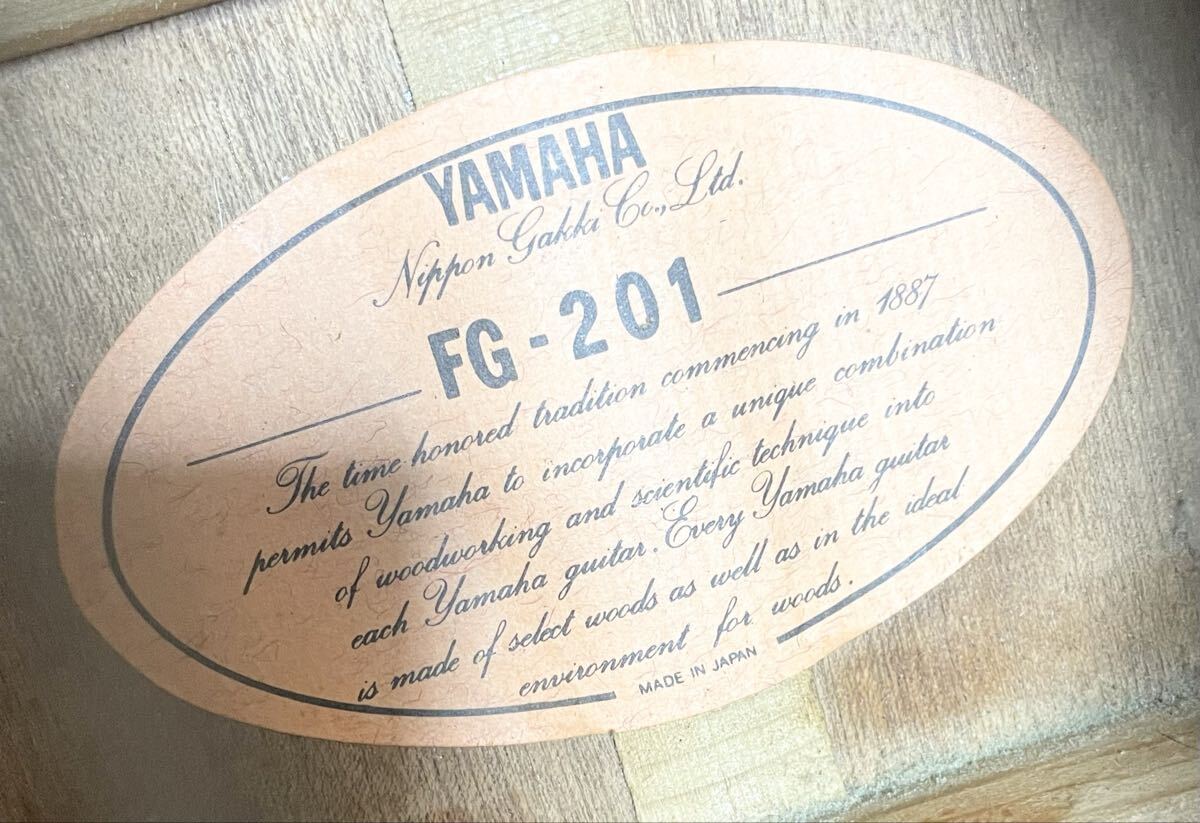 YAMAHA
Nippon Gakki Co., Ltd.
FG-201
The time-honored tradition commencing in 1887
permits Yamaha to incorporate a unique combination
of woodworking and scientific technique into
each Yamaha guitar. Every Yamaha guitar
is made of select woods as well as in the ideal
environment for woods.
MADE IN JAPAN